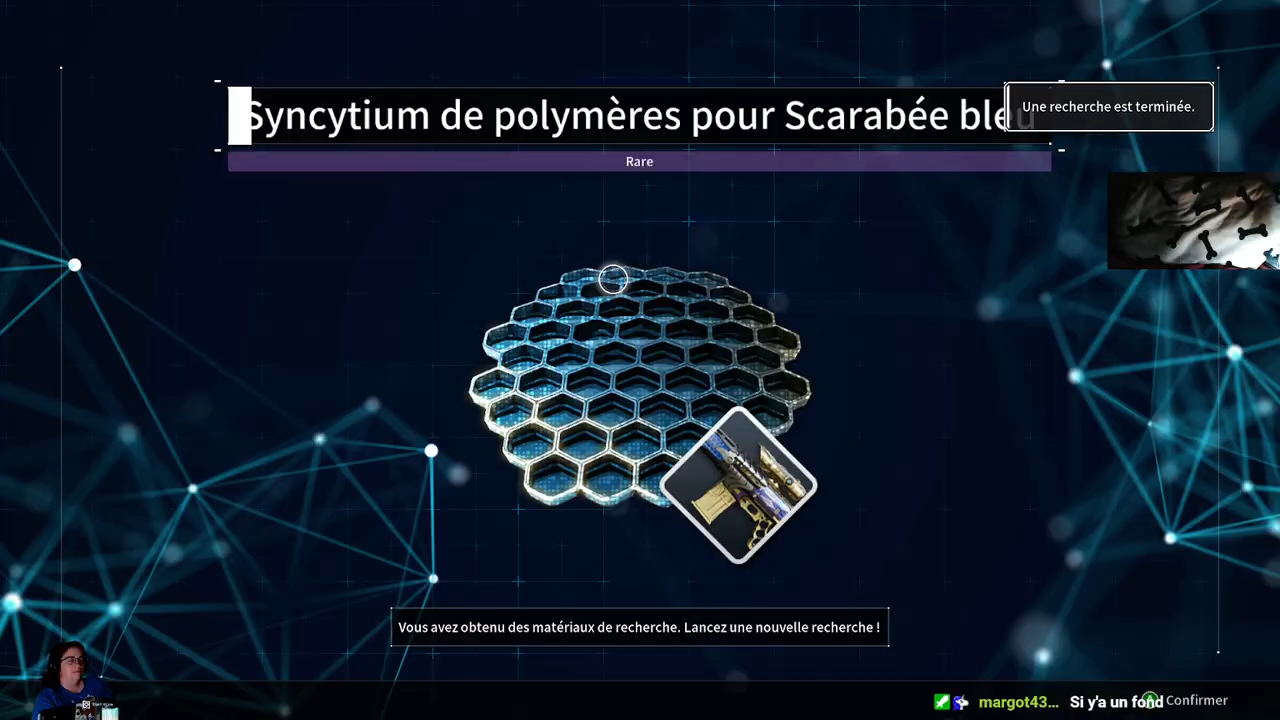 Syncytium de polymères pour Scarabée bleu
Une recherche est terminée.
Rare
Vous avez obtenu des matériaux de recherche. Lancez une nouvelle recherche !
margot43... Si y'a un fond
A Confirmer